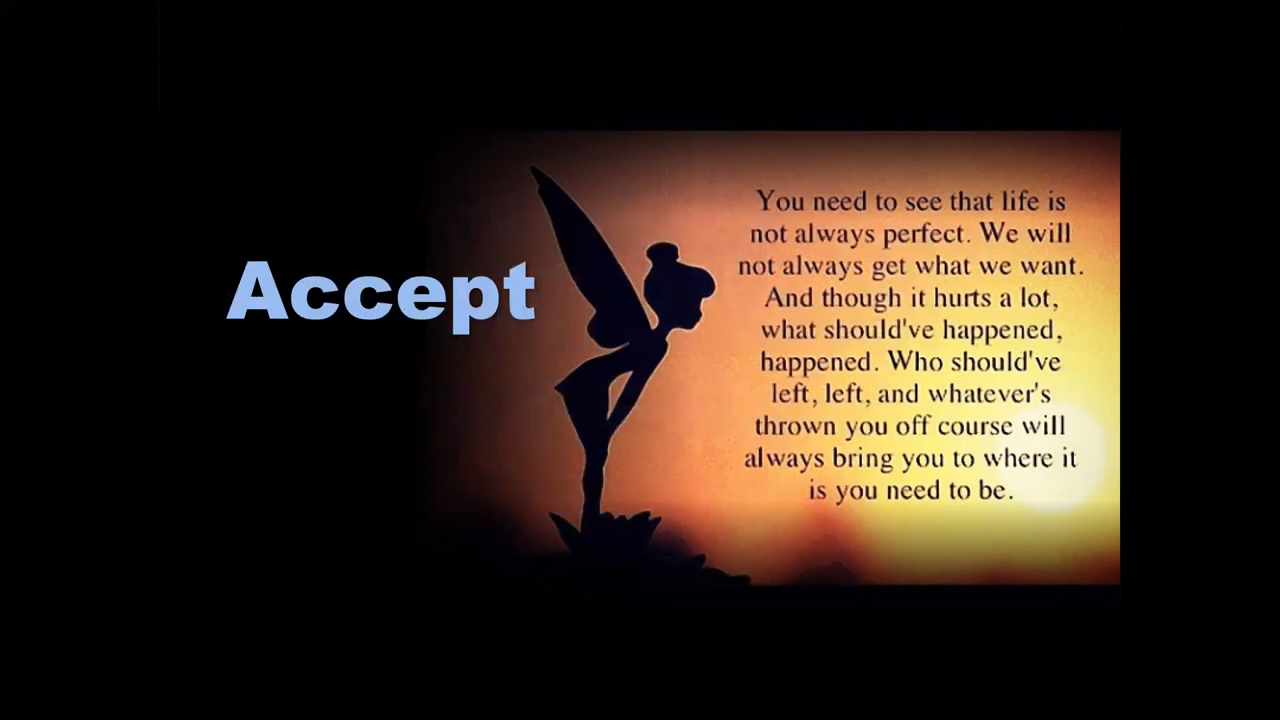 Accept
You need to see that life is
not always perfect. We will
not always get what we want.
And though it hurts a lot,
what should've happened,
happened. Who should've
left, left, and whatever's
thrown you off course will
always bring you to where it
is you need to be.